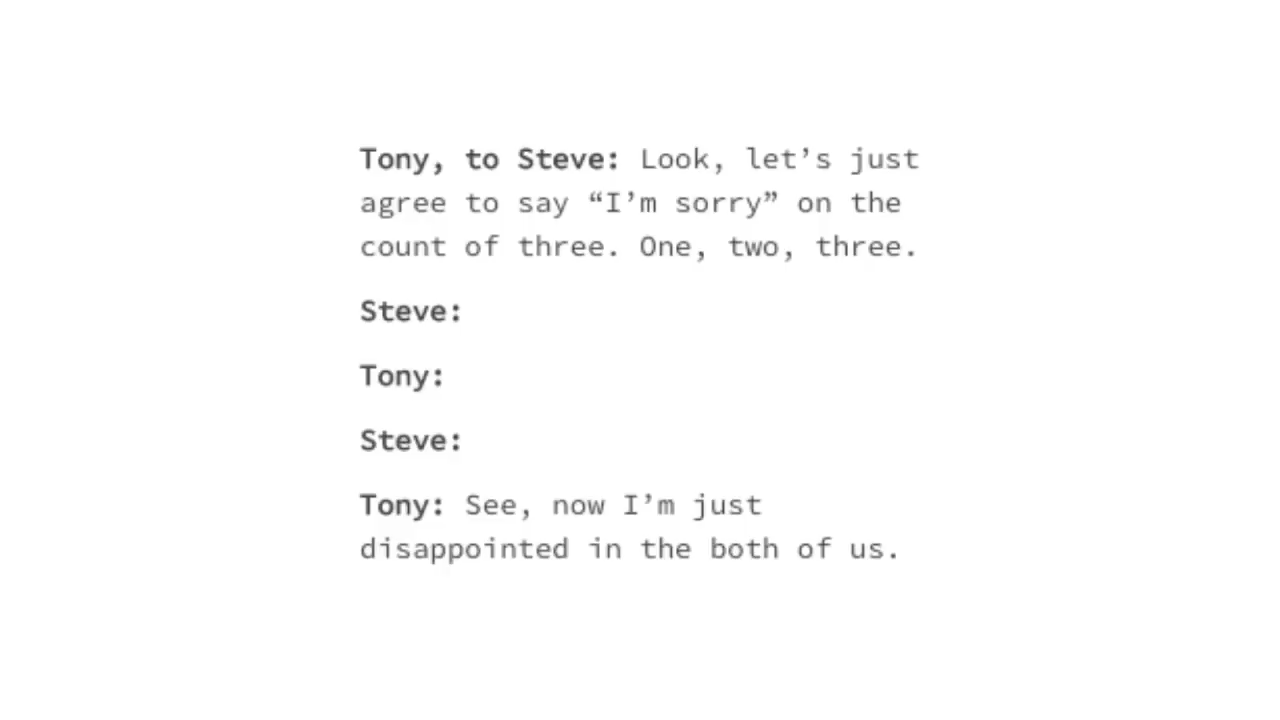 Tony, to Steve: Look, let’s just
agree to say “I’m sorry” on the
count of three. One, two, three.
Steve:
Tony:
Steve:
Tony: See, now I’m just
disappointed in the both of us.